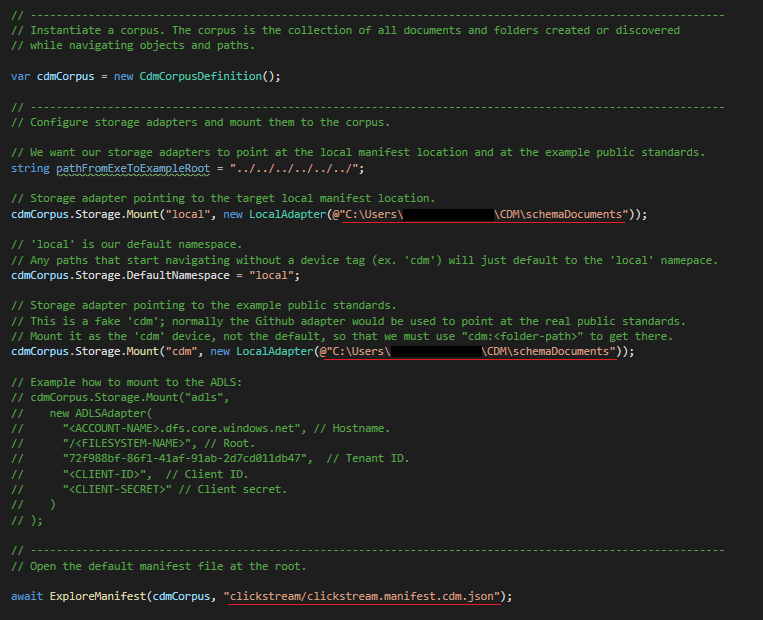 // -----------------------------------------------------------------------------------------------------------
// Instantiate a corpus. The corpus is the collection of all documents and folders created or discovered
// while navigating objects and paths.
var cdmCorpus = new CdmCorpusDefinition();
// -----------------------------------------------------------------------------------------------------------
// Configure storage adapters and mount them to the corpus.
// We want our storage adapters to point at the local manifest location and at the example public standards.
string pathFromExeToExampleRoot = "../../../../../../";
// Storage adapter pointing to the target local manifest location.
cdmCorpus.Storage.Mount("local", new LocalAdapter(@"C:\Users\ \CDM\schemaDocuments"));
// 'local' is our default namespace.
// Any paths that start navigating without a device tag (ex. 'cdm') will just default to the 'local' namepace.
cdmCorpus.Storage.DefaultNamespace = "local";
// Storage adapter pointing to the example public standards.
// This is a fake 'cdm'; normally the Github adapter would be used to point at the real public standards.
// Mount it as the 'cdm' device, not the default, so that we must use "cdm:<folder-path>" to get there.
cdmCorpus.Storage.Mount("cdm", new LocalAdapter(@"C:\Users\ \CDM\schemaDocuments"));
// Example how to mount to the ADLS:
// cdmCorpus.Storage.Mount("adls",
//    new ADLSAdapter(
//      "<ACCOUNT-NAME>.dfs.core.windows.net", // Hostname.
//      "/<FILESYSTEM-NAME>", // Root.
//      "72f988bf-86f1-41af-91ab-2d7cd011db47",  // Tenant ID.
//      "<CLIENT-ID>",  // Client ID.
//      "<CLIENT-SECRET>" // Client secret.
//    )
// );
// -----------------------------------------------------------------------------------------------------------
// Open the default manifest file at the root.
await ExploreManifest(cdmCorpus, "clickstream/clickstream.manifest.cdm.json");